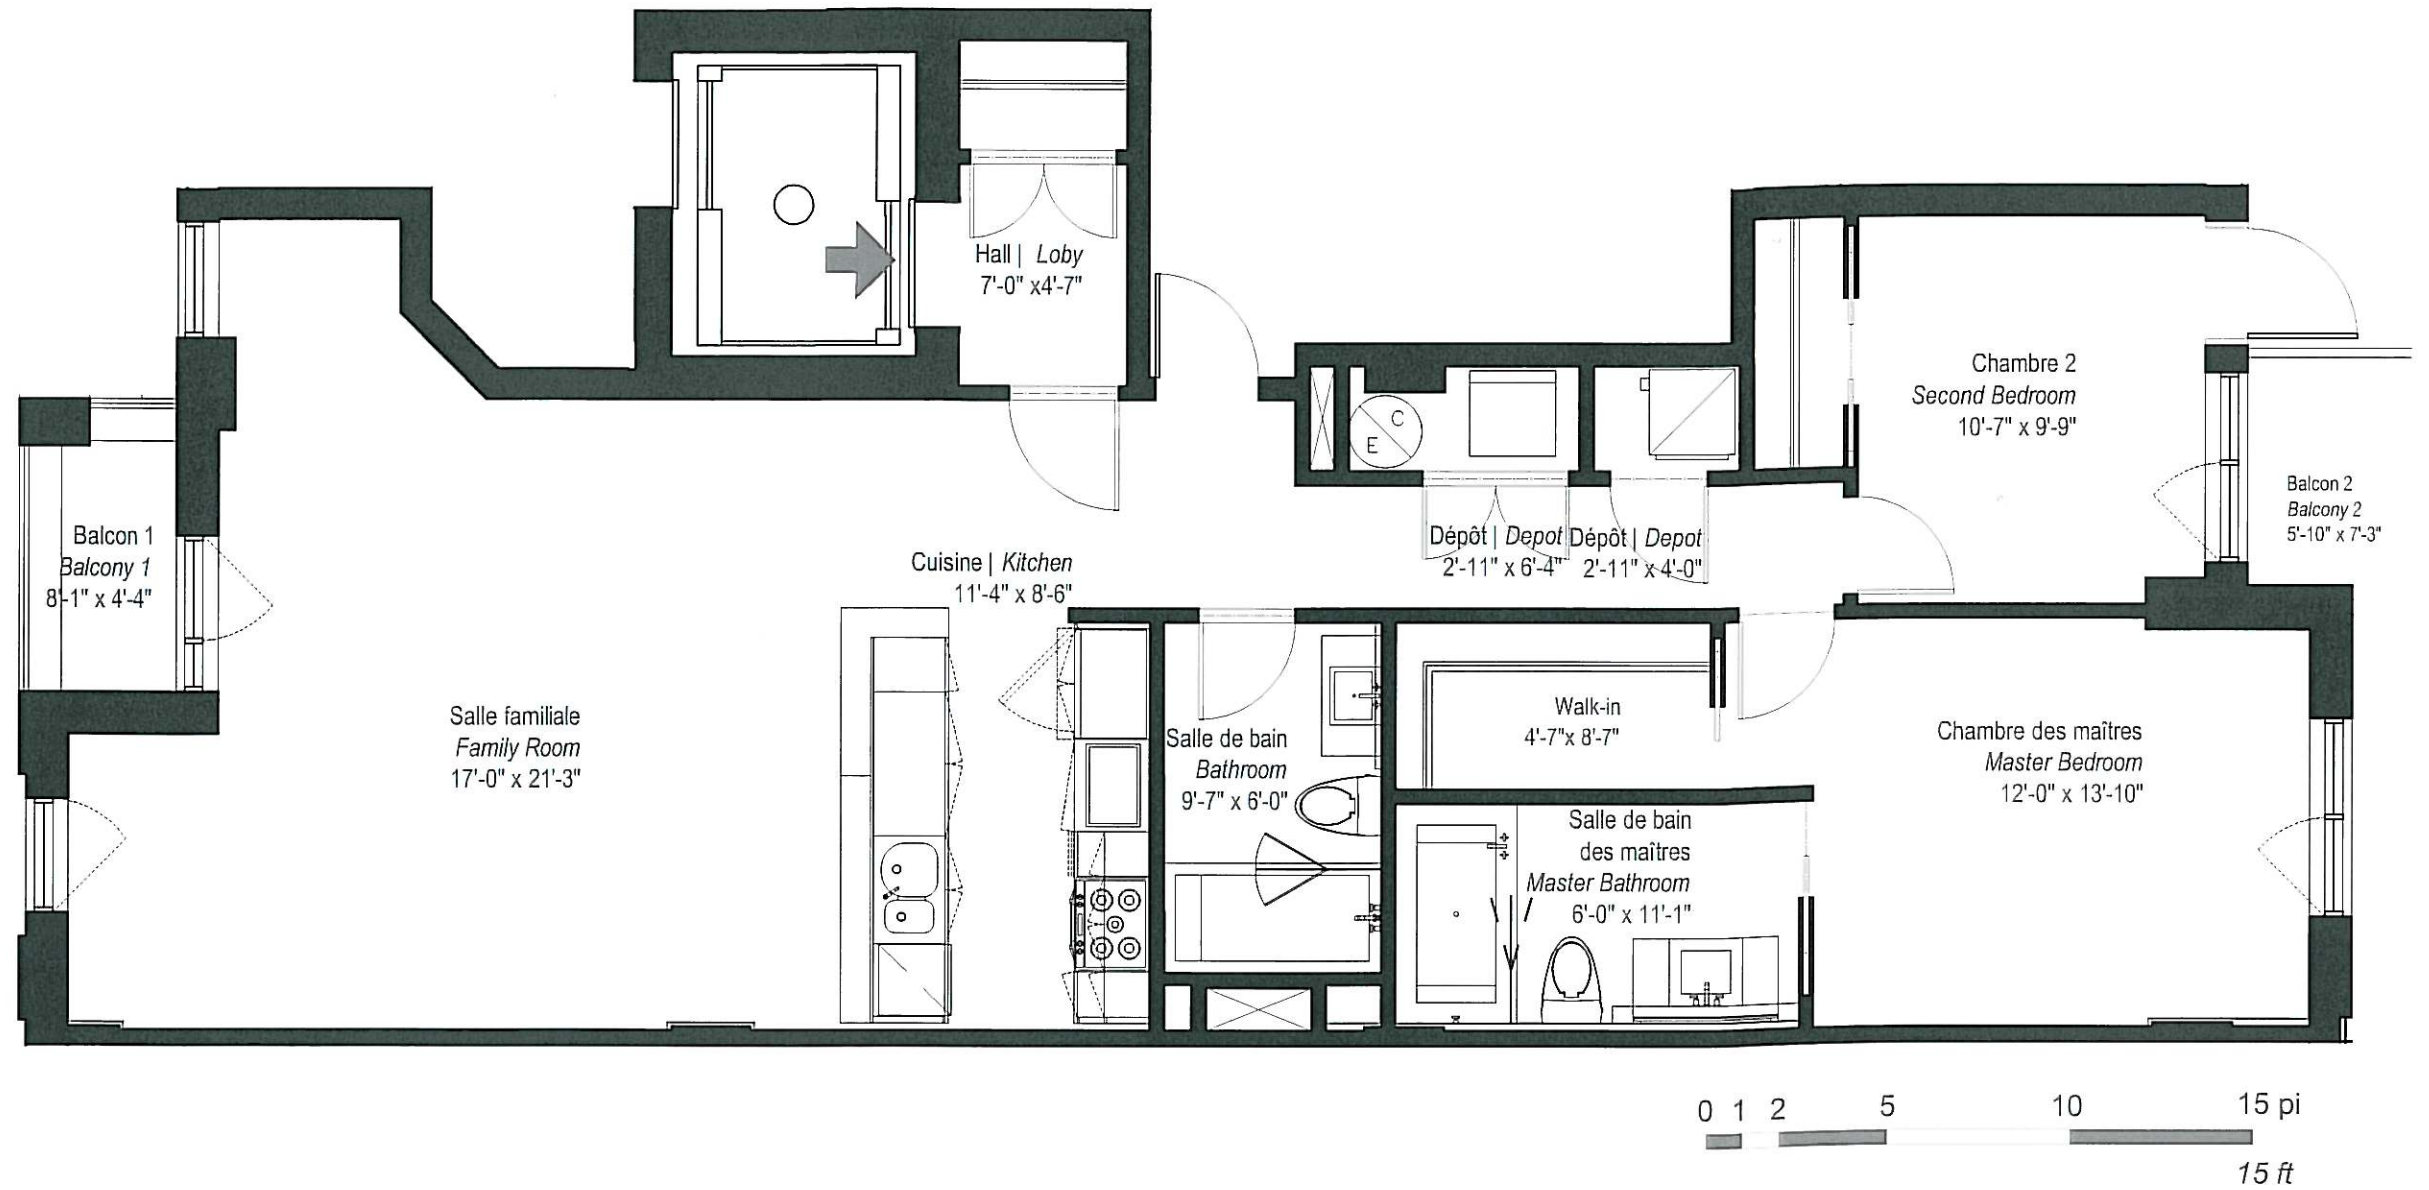 Hall | Loby
7'-0" x4'-7"
Chambre 2
Second Bedroom
10'-7" x 9'-9"
C
E
Balcon 2
Balcony 2
5'-10" x 7'-3"
Balcon 1
Balcony 1
8'-1" x 4'-4"
Cuisine | Kitchen
11'-4" x 8'-6"
Dépôt | Depot
2'-11" x 6'-4"
Dépôt | Depot
2'-11" x 4'-0"
Salle familiale
Family Room
17'-0" x 21'-3"
Salle de bain
Bathroom
9'-7" x 6'-0"
Walk-in
4'-7"x 8'-7"
Chambre des maîtres
Master Bedroom
12'-0" x 13'-10"
Salle de bain
des maîtres
Master Bathroom
6'-0" x 11'-1"
0 1 2 5 10 15 pi
15 ft